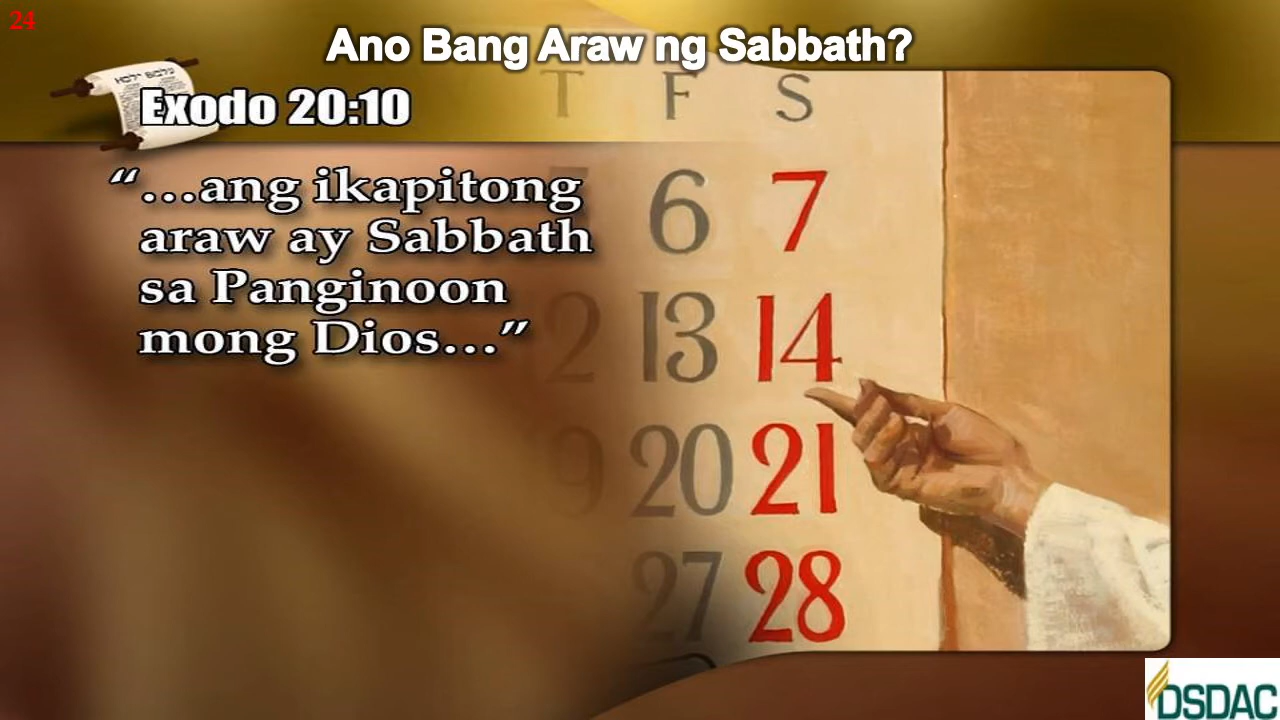 24
Ano Bang Araw ng Sabbath?
Exodo 20:10
“...ang ikapitong
araw ay Sabbath
sa Panginoon
mong Dios...”
T F S
6 7
13 14
20 21
27 28
DSDAC